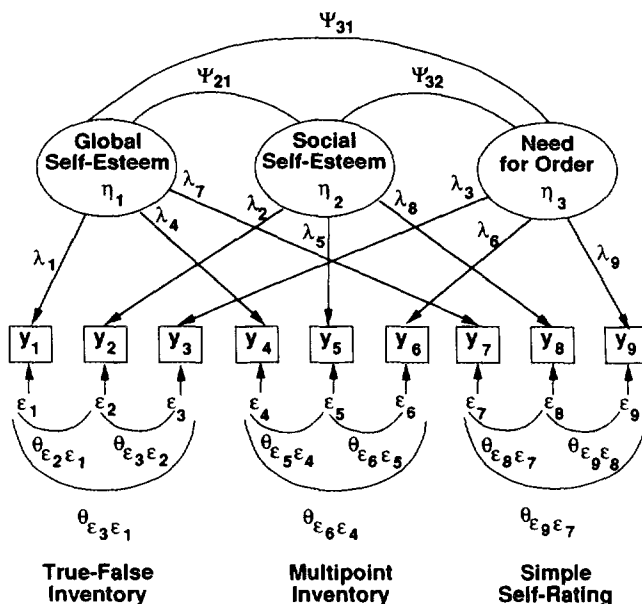 Ψ31
Ψ21 Ψ32
Global Self-Esteem η1
Social Self-Esteem η2
Need for Order η3
λ1 λ4 λ7 λ2 λ5 λ8 λ3 λ6 λ9
y1 y2 y3 y4 y5 y6 y7 y8 y9
ε1 ε2 ε3 ε4 ε5 ε6 ε7 ε8 ε9
θε2ε1 θε3ε2 θε5ε4 θε6ε5 θε8ε7 θε9ε8
θε3ε1 θε6ε4 θε9ε7
True-False Inventory
Multipoint Inventory
Simple Self-Rating